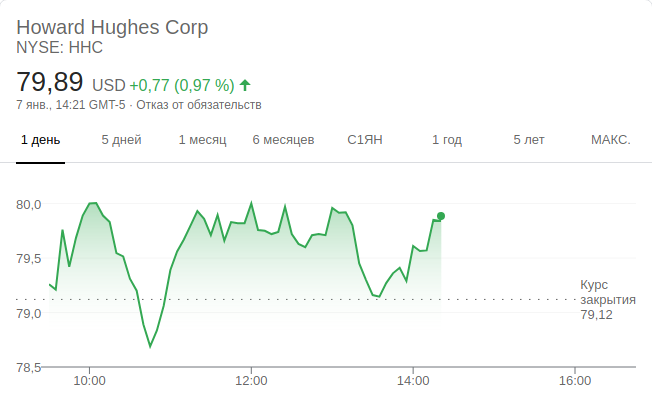 Howard Hughes Corp
NYSE: HHC
79,89 USD +0,77 (0,97 %)
7 янв., 14:21 GMT-5 · Отказ от обязательств
1 день 5 дней 1 месяц 6 месяцев С1ЯН 1 год 5 лет МАКС.
80,0
79,5
Курс
закрытия
79,12
79,0
78,5
10:00 12:00 14:00 16:00